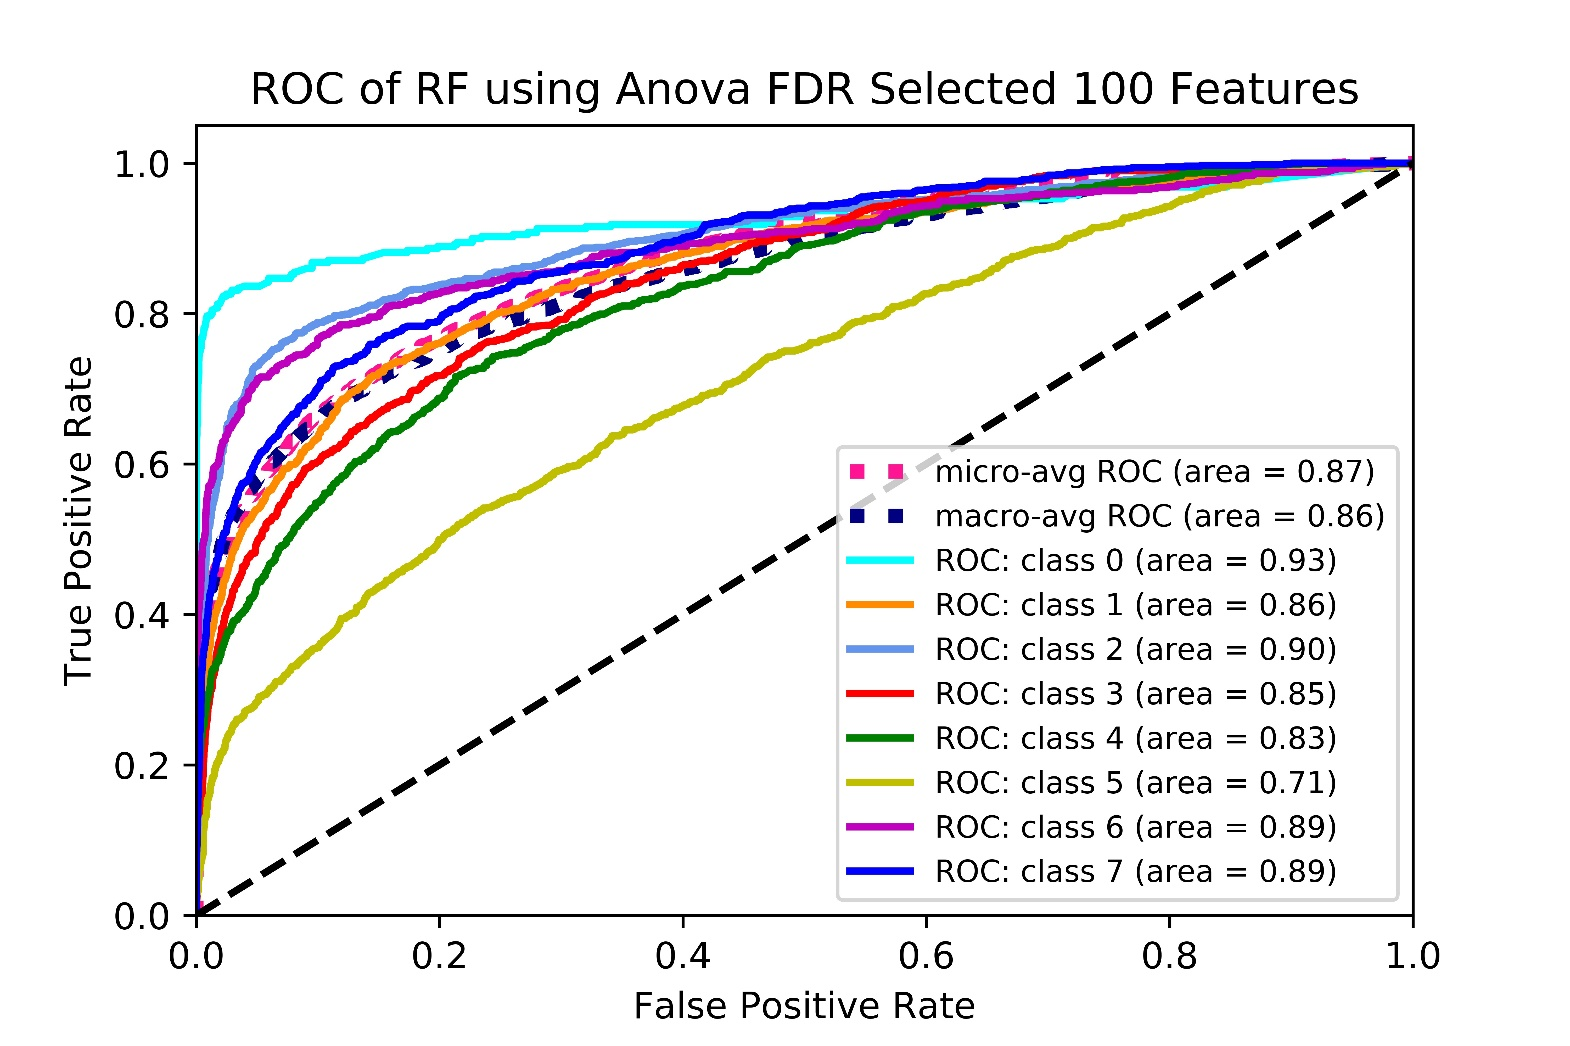 ROC of RF using Anova FDR Selected 100 Features
True Positive Rate
1.0
0.8
0.6
0.4
0.2
0.0
micro-avg ROC (area = 0.87)
macro-avg ROC (area = 0.86)
ROC: class 0 (area = 0.93)
ROC: class 1 (area = 0.86)
ROC: class 2 (area = 0.90)
ROC: class 3 (area = 0.85)
ROC: class 4 (area = 0.83)
ROC: class 5 (area = 0.71)
ROC: class 6 (area = 0.89)
ROC: class 7 (area = 0.89)
0.0 0.2 0.4 0.6 0.8 1.0
False Positive Rate